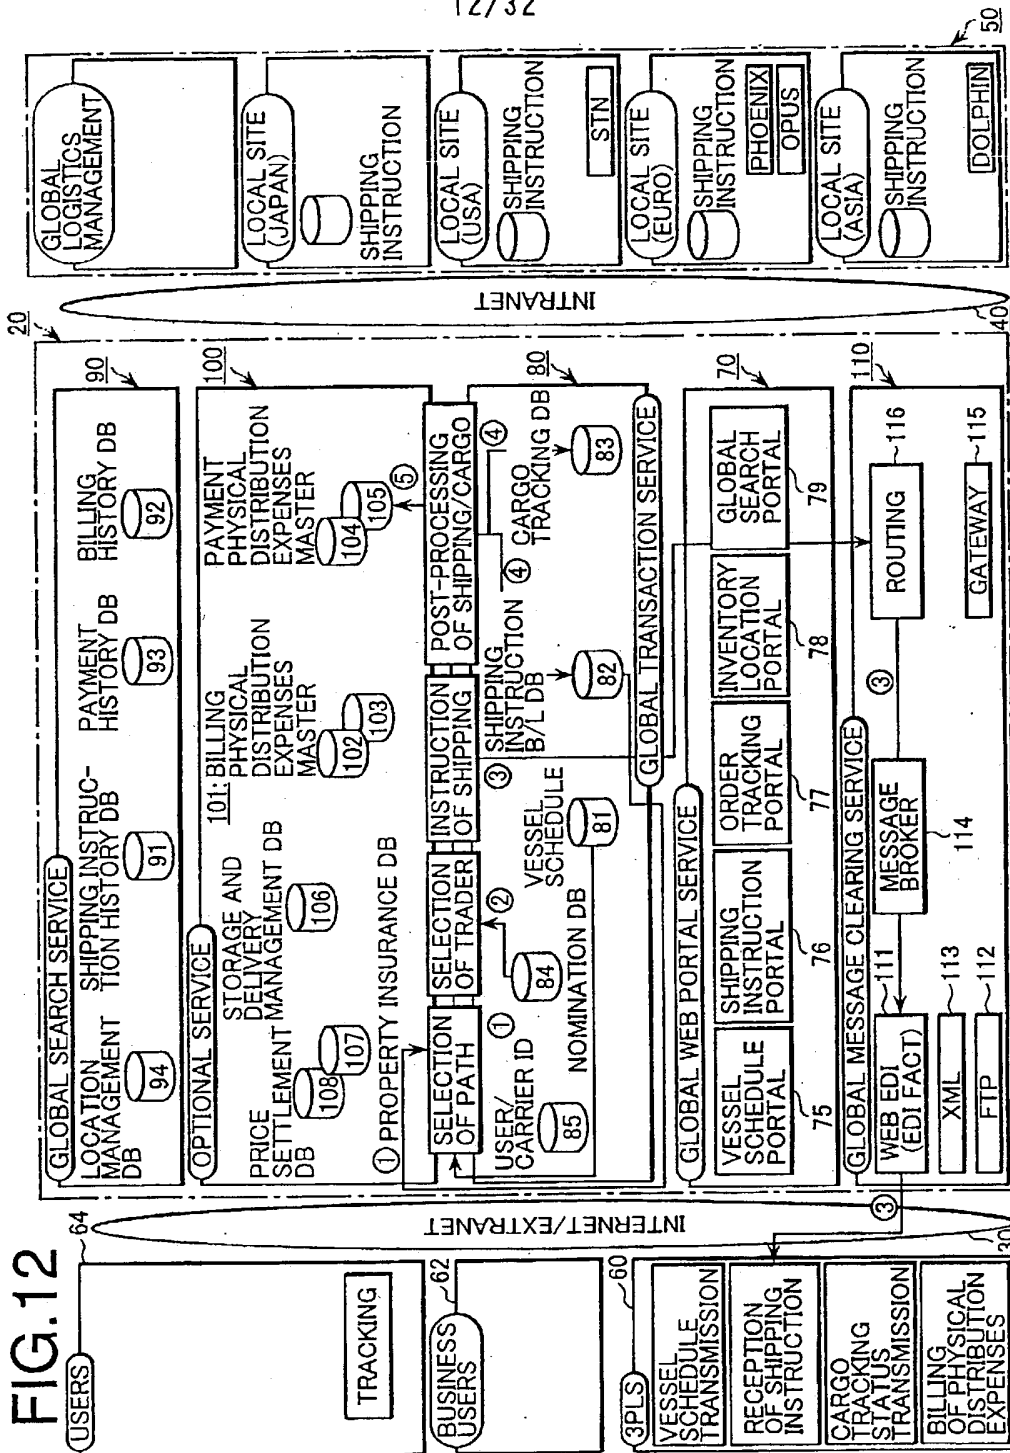 12/32
FIG.12
USERS
64
TRACKING
BUSINESS
USERS
62
3PLS
60
VESSEL
SCHEDULE
TRANSMISSION
RECEPTION
OF SHIPPING
INSTRUCTION
CARGO
TRACKING
STATUS
TRANSMISSION
BILLING
OF PHYSICAL
DISTRIBUTION
EXPENSES
INTERNET/EXTRANET
30
③
20
GLOBAL SEARCH SERVICE
90
LOCATION
MANAGEMENT
DB
94
SHIPPING INSTRUC-
TION HISTORY DB
91
PAYMENT
HISTORY DB
93
BILLING
HISTORY DB
92
OPTIONAL SERVICE
100
PRICE
SETTLEMENT
DB
108
107
STORAGE AND
DELIVERY
MANAGEMENT DB
106
101: BILLING
PHYSICAL
DISTRIBUTION
EXPENSES
MASTER
102
103
PAYMENT
PHYSICAL
DISTRIBUTION
EXPENSES
MASTER
104
105
① PROPERTY INSURANCE DB
⑤
SELECTION
OF PATH
SELECTION
OF TRADER
INSTRUCTION
OF SHIPPING
POST-PROCESSING
OF SHIPPING/CARGO
80
USER/
CARRIER ID
①
85
②
84
NOMINATION DB
VESSEL
SCHEDULE
81
③
SHIPPING
INSTRUCTION
B/L DB
82
④
④
CARGO
TRACKING DB
83
GLOBAL TRANSACTION SERVICE
GLOBAL WEB PORTAL SERVICE
70
VESSEL
SCHEDULE
PORTAL
75
SHIPPING
INSTRUCTION
PORTAL
76
ORDER
TRACKING
PORTAL
77
INVENTORY
LOCATION
PORTAL
78
GLOBAL
SEARCH
PORTAL
79
GLOBAL MESSAGE CLEARING SERVICE
110
WEB EDI
(EDI FACT)
111
XML
113
FTP
112
MESSAGE
BROKER
114
③
ROUTING
116
GATEWAY
115
INTRANET
40
50
GLOBAL
LOGISTICS
MANAGEMENT
LOCAL SITE
(JAPAN)
SHIPPING
INSTRUCTION
LOCAL SITE
(USA)
SHIPPING
INSTRUCTION
STN
LOCAL SITE
(EURO)
SHIPPING
INSTRUCTION
PHOENIX
OPUS
LOCAL SITE
(ASIA)
SHIPPING
INSTRUCTION
DOLPHIN